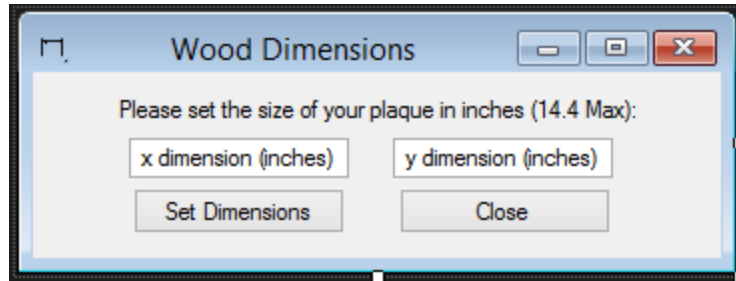 Wood Dimensions
Please set the size of your plaque in inches (14.4 Max):
x dimension (inches) y dimension (inches)
Set Dimensions Close